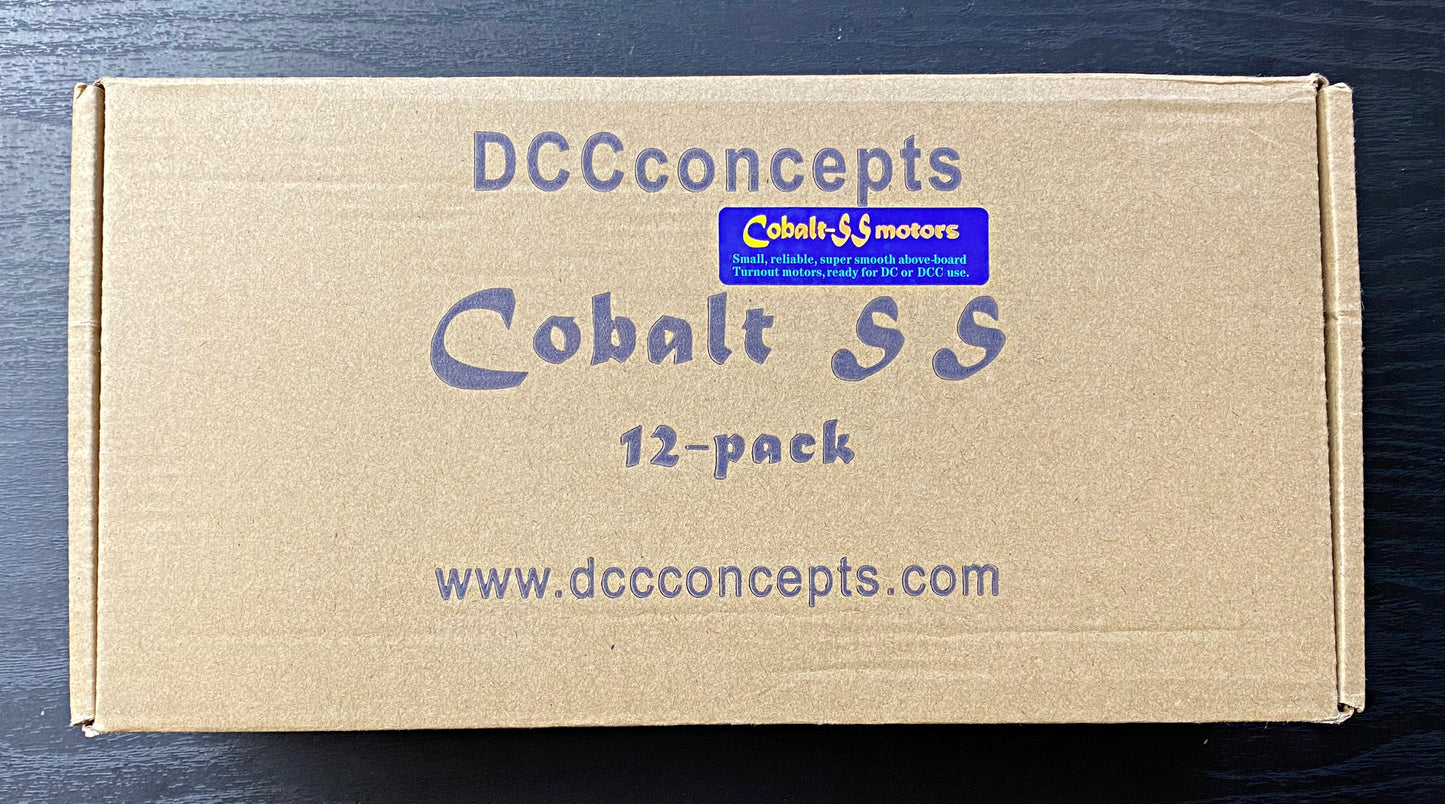 DCCconcepts
Cobalt-SS motors
Small, reliable, super smooth above-board
Turnout motors, ready for DC or DCC use.
Cobalt SS
12-pack
www.dccconcepts.com